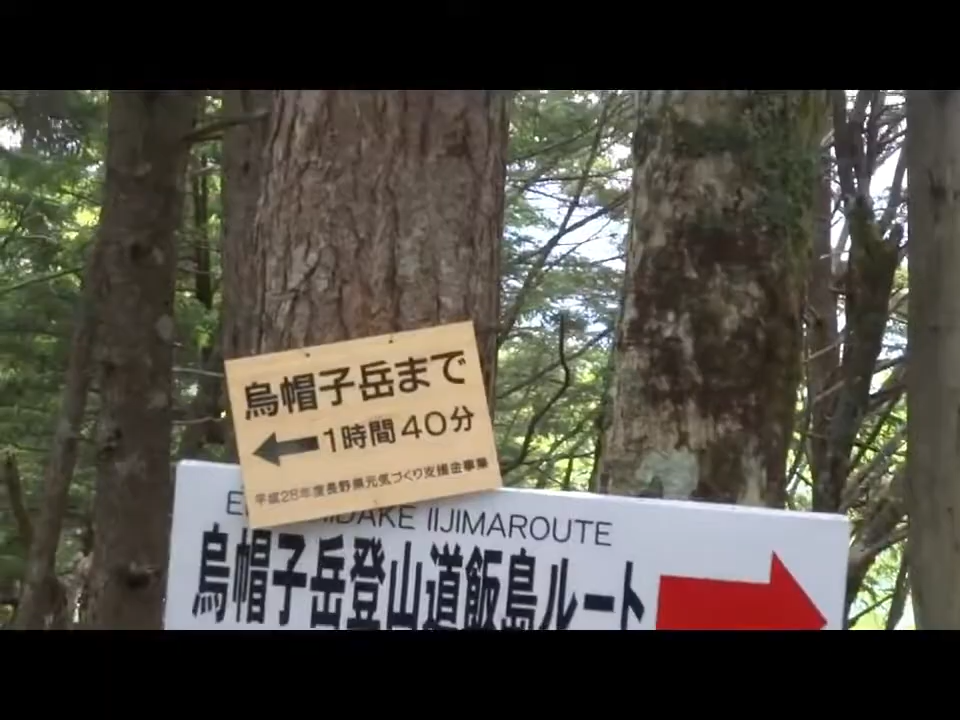 烏帽子岳まで
1時間40分
平成28年度長野県元気づくり支援金事業
DAKE IIJIMAROUTE
烏帽子岳登山道飯島ルート